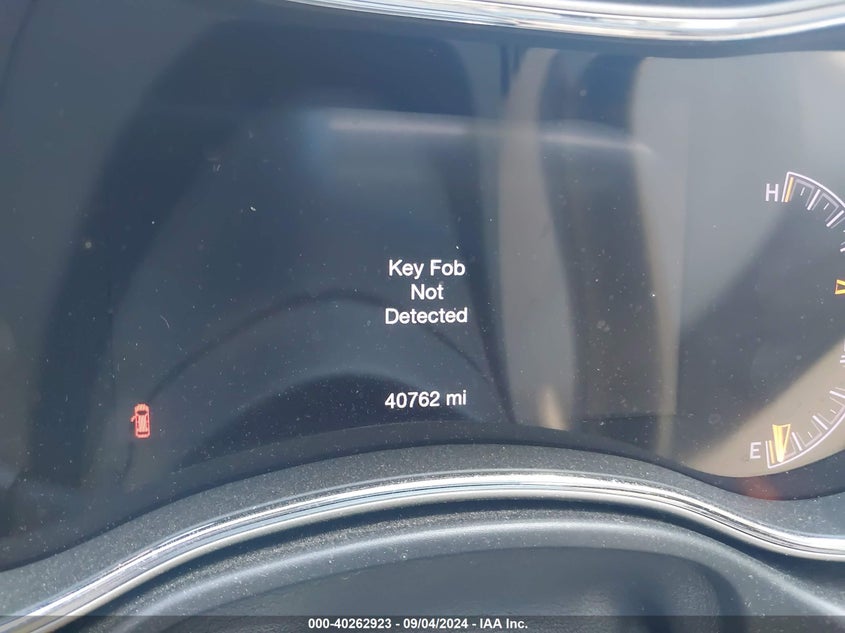 H
Key Fob
Not
Detected
40762 mi
E
000-40262923 - 09/04/2024 - IAA Inc.